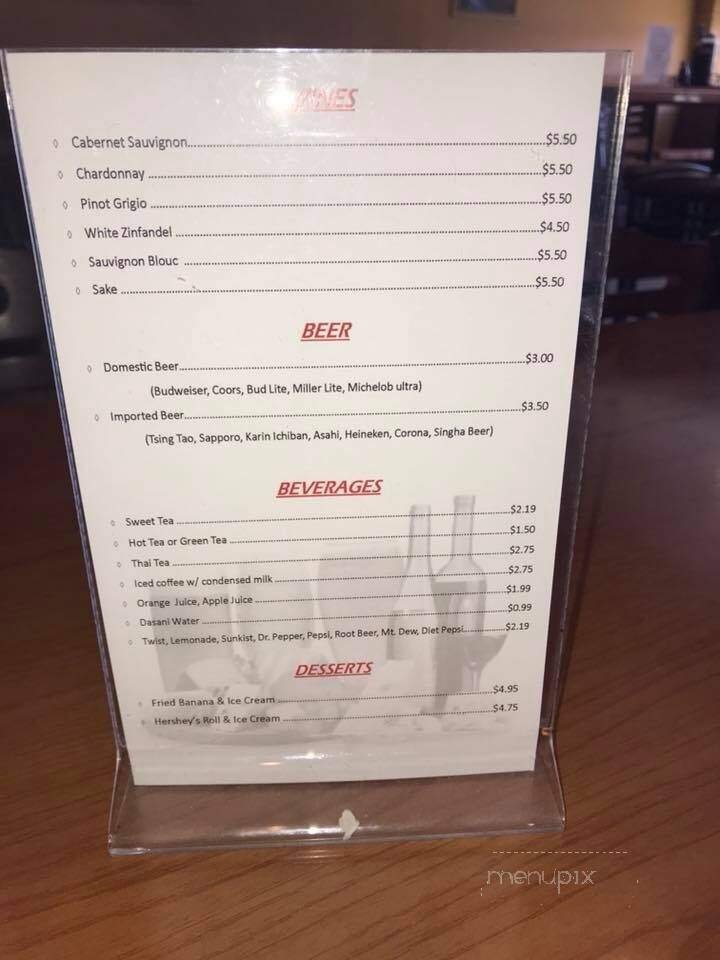 WINES
◊ Cabernet Sauvignon...$5.50
◊ Chardonnay...$5.50
◊ Pinot Grigio...$5.50
◊ White Zinfandel...$4.50
◊ Sauvignon Blouc...$5.50
◊ Sake...$5.50
BEER
◊ Domestic Beer...$3.00
(Budweiser, Coors, Bud Lite, Miller Lite, Michelob ultra)
◊ Imported Beer...$3.50
(Tsing Tao, Sapporo, Karin Ichiban, Asahi, Heineken, Corona, Singha Beer)
BEVERAGES
◊ Sweet Tea...$2.19
◊ Hot Tea or Green Tea...$1.50
◊ Thai Tea...$2.75
◊ Iced coffee w/ condensed milk...$2.75
◊ Orange Juice, Apple Juice...$1.99
◊ Dasani Water...$0.99
◊ Twist, Lemonade, Sunkist, Dr. Pepper, Pepsi, Root Beer, Mt. Dew, Diet Pepsi...$2.19
DESSERTS
◊ Fried Banana & Ice Cream...$4.95
◊ Hershey's Roll & Ice Cream...$4.75
menupix